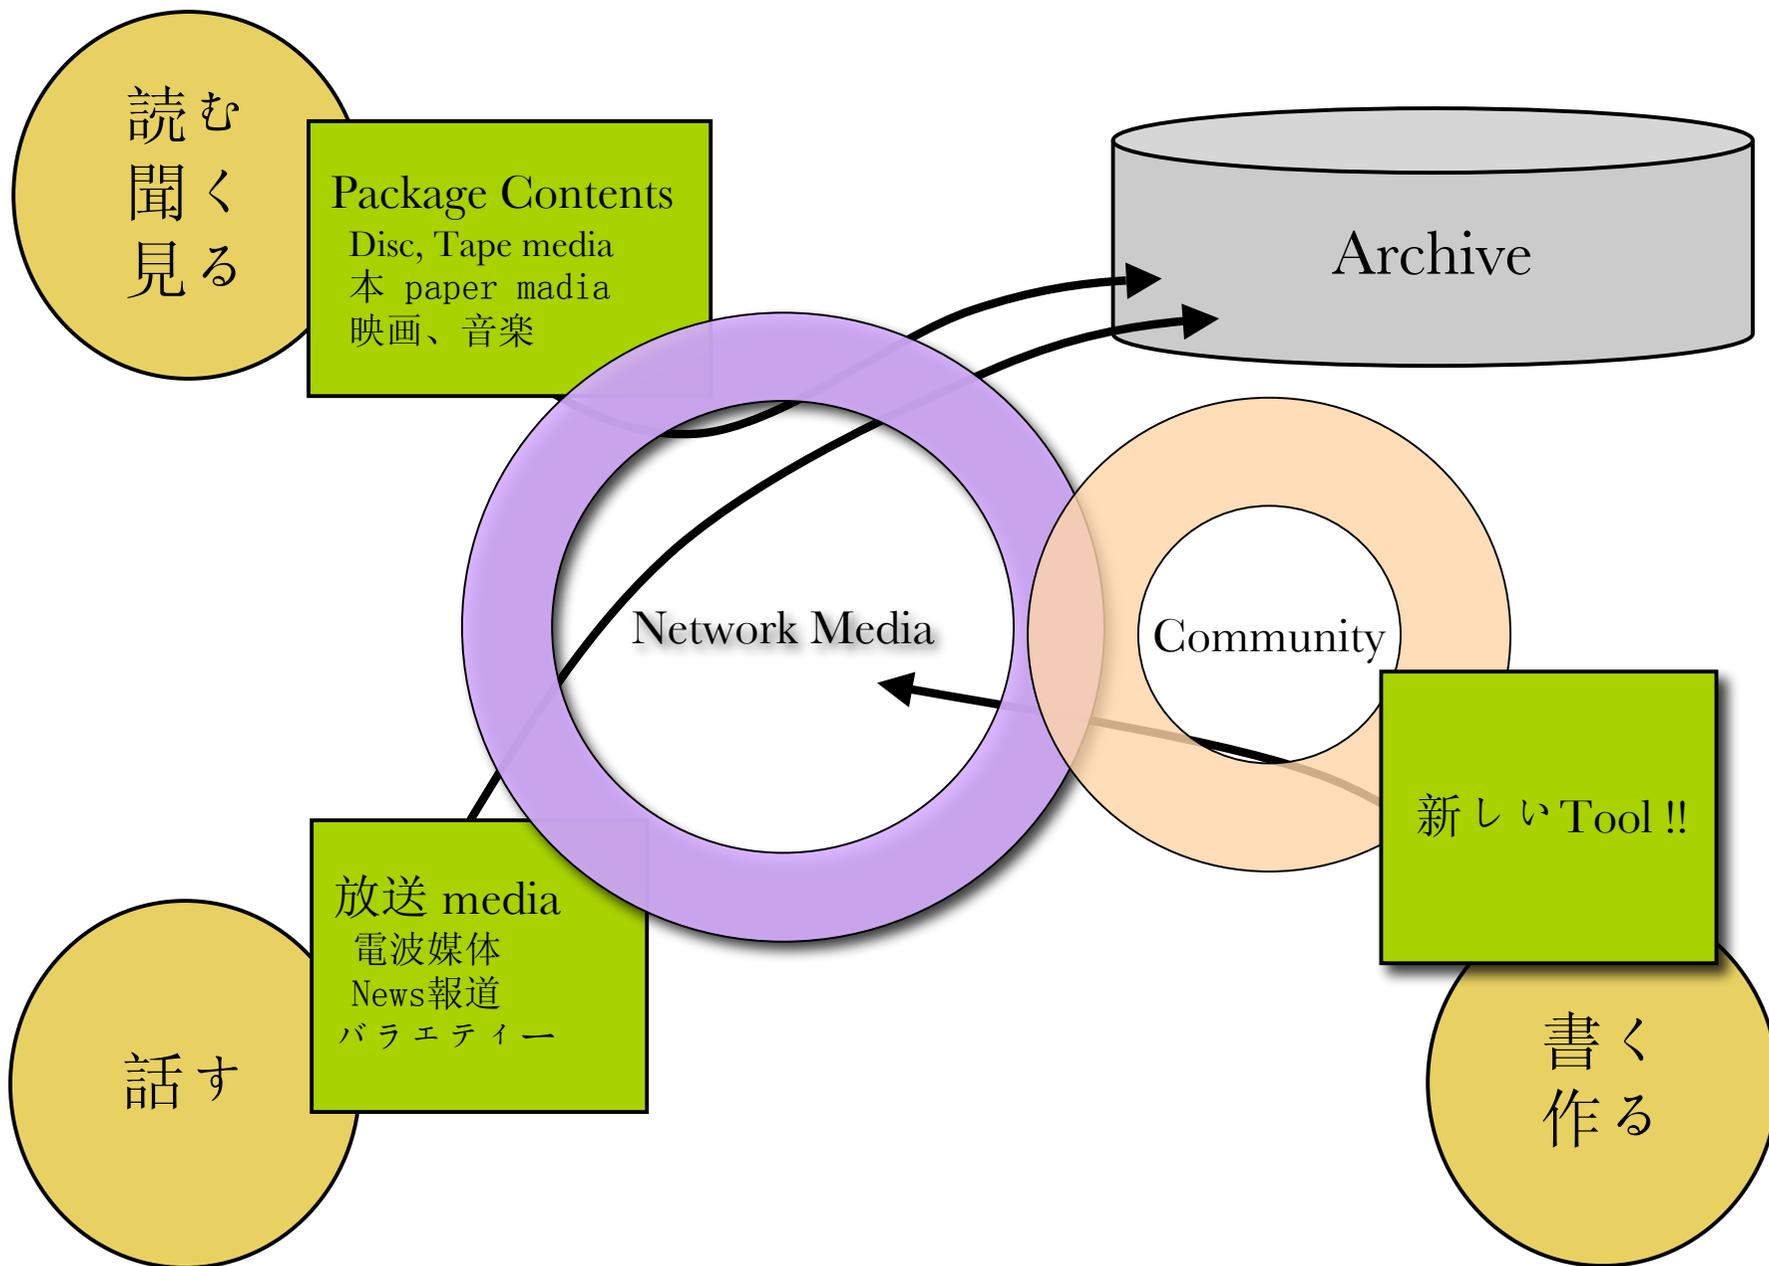 読む
聞く
見る
Package Contents
Disc, Tape media
本 paper madia
映画、音楽
Archive
Network Media
Community
新しいTool !!
放送 media
電波媒体
News報道
バラエティー
話す
書く
作る